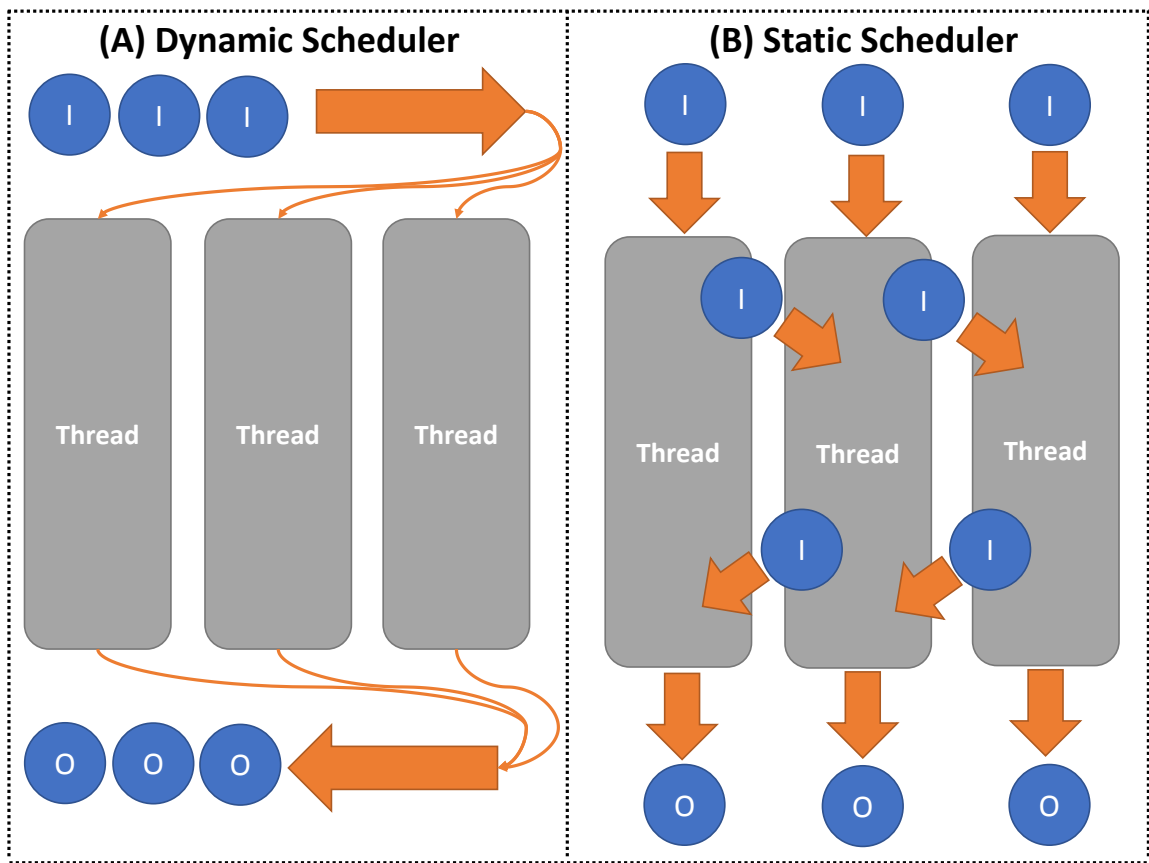 (A) Dynamic Scheduler
I I I
Thread Thread Thread
O O O
(B) Static Scheduler
I I I
I I
Thread Thread Thread
I I
O O O